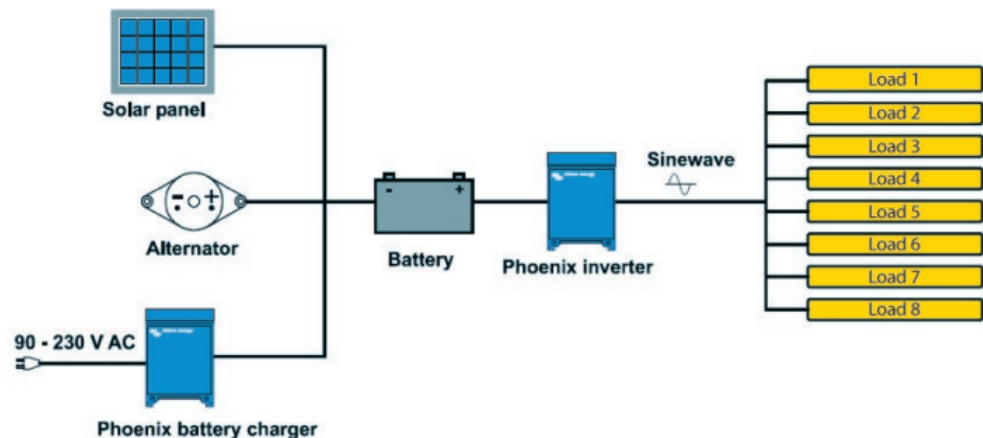 Solar panel
Alternator
90 - 230 V AC
Phoenix battery charger
- +
Battery
Phoenix inverter
Sinewave
Load 1
Load 2
Load 3
Load 4
Load 5
Load 6
Load 7
Load 8